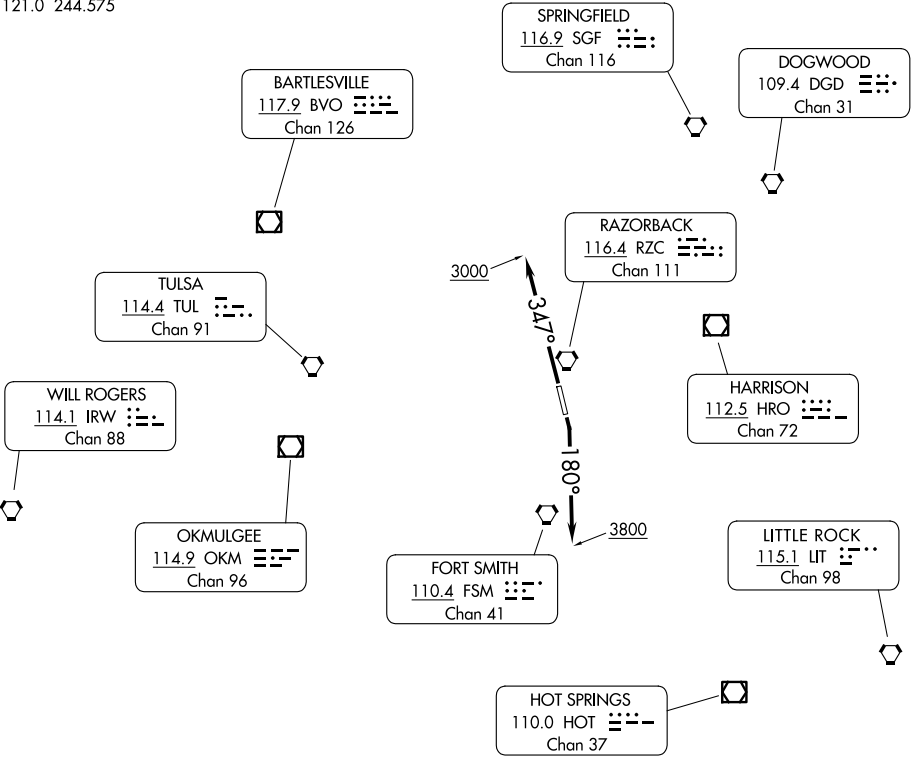 121.0 244.575
SPRINGFIELD
116.9 SGF
Chan 116
DOGWOOD
109.4 DGD
Chan 31
BARTLESVILLE
117.9 BVO
Chan 126
RAZORBACK
116.4 RZC
Chan 111
3000
347°
TULSA
114.4 TUL
Chan 91
WILL ROGERS
114.1 IRW
Chan 88
HARRISON
112.5 HRO
Chan 72
180°
3800
OKMULGEE
114.9 OKM
Chan 96
FORT SMITH
110.4 FSM
Chan 41
LITTLE ROCK
115.1 LIT
Chan 98
HOT SPRINGS
110.0 HOT
Chan 37